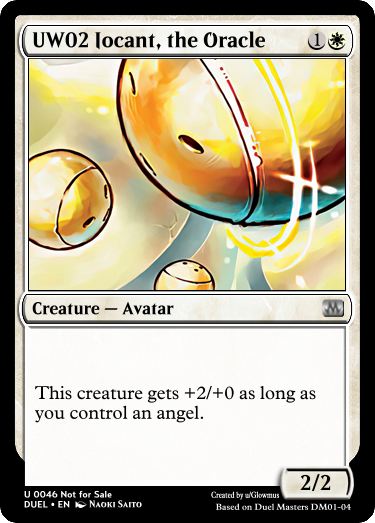 UW02 Iocant, the Oracle 1
Creature — Avatar
This creature gets +2/+0 as long as
you control an angel.
2/2
U 0046 Not for Sale
DUEL • EN Naoki Saito
Created by u/Glowmus
Based on Duel Masters DM01-04